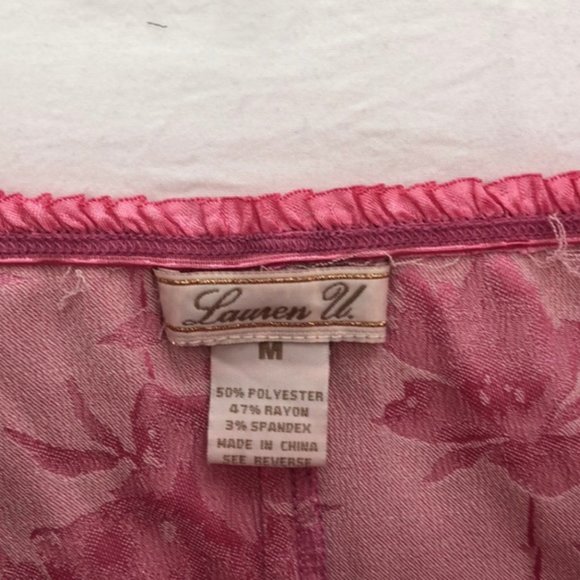 Lauren U.
M
50% POLYESTER
47% RAYON
3% SPANDEX
MADE IN CHINA
SEE REVERSE